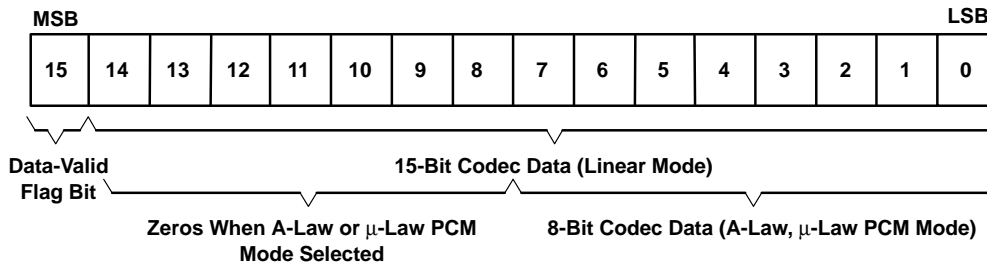 MSB LSB
15 14 13 12 11 10 9 8 7 6 5 4 3 2 1 0
Data-Valid
Flag Bit
15-Bit Codec Data (Linear Mode)
Zeros When A-Law or μ-Law PCM
Mode Selected
8-Bit Codec Data (A-Law, μ-Law PCM Mode)